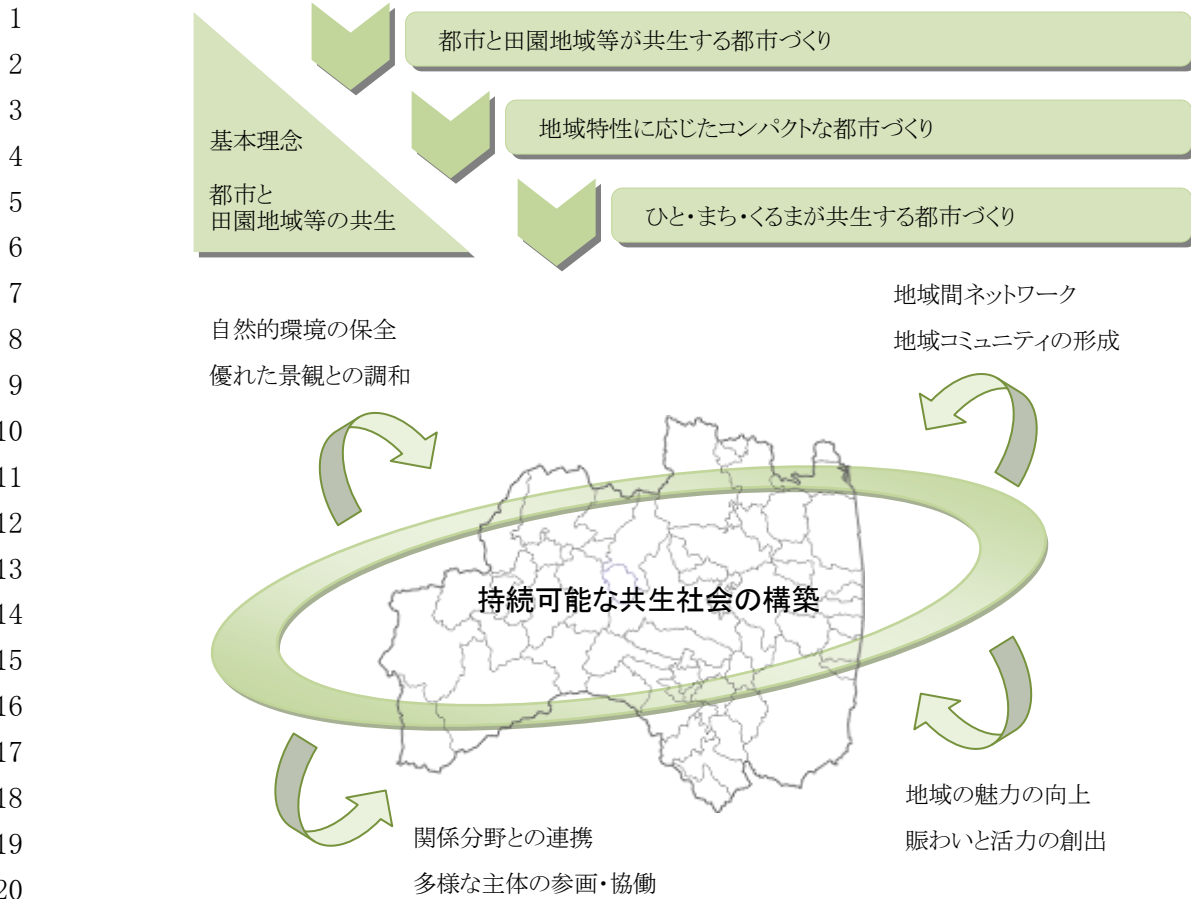 1
2
3
4
5
6
7
8
9
10
11
12
13
14
15
16
17
18
19
20
都市と田園地域等が共生する都市づくり
地域特性に応じたコンパクトな都市づくり
ひと・まち・くるまが共生する都市づくり
基本理念
都市と
田園地域等の共生
自然的環境の保全
優れた景観との調和
地域間ネットワーク
地域コミュニティの形成
持続可能な共生社会の構築
関係分野との連携
多様な主体の参画・協働
地域の魅力の向上
賑わいと活力の創出